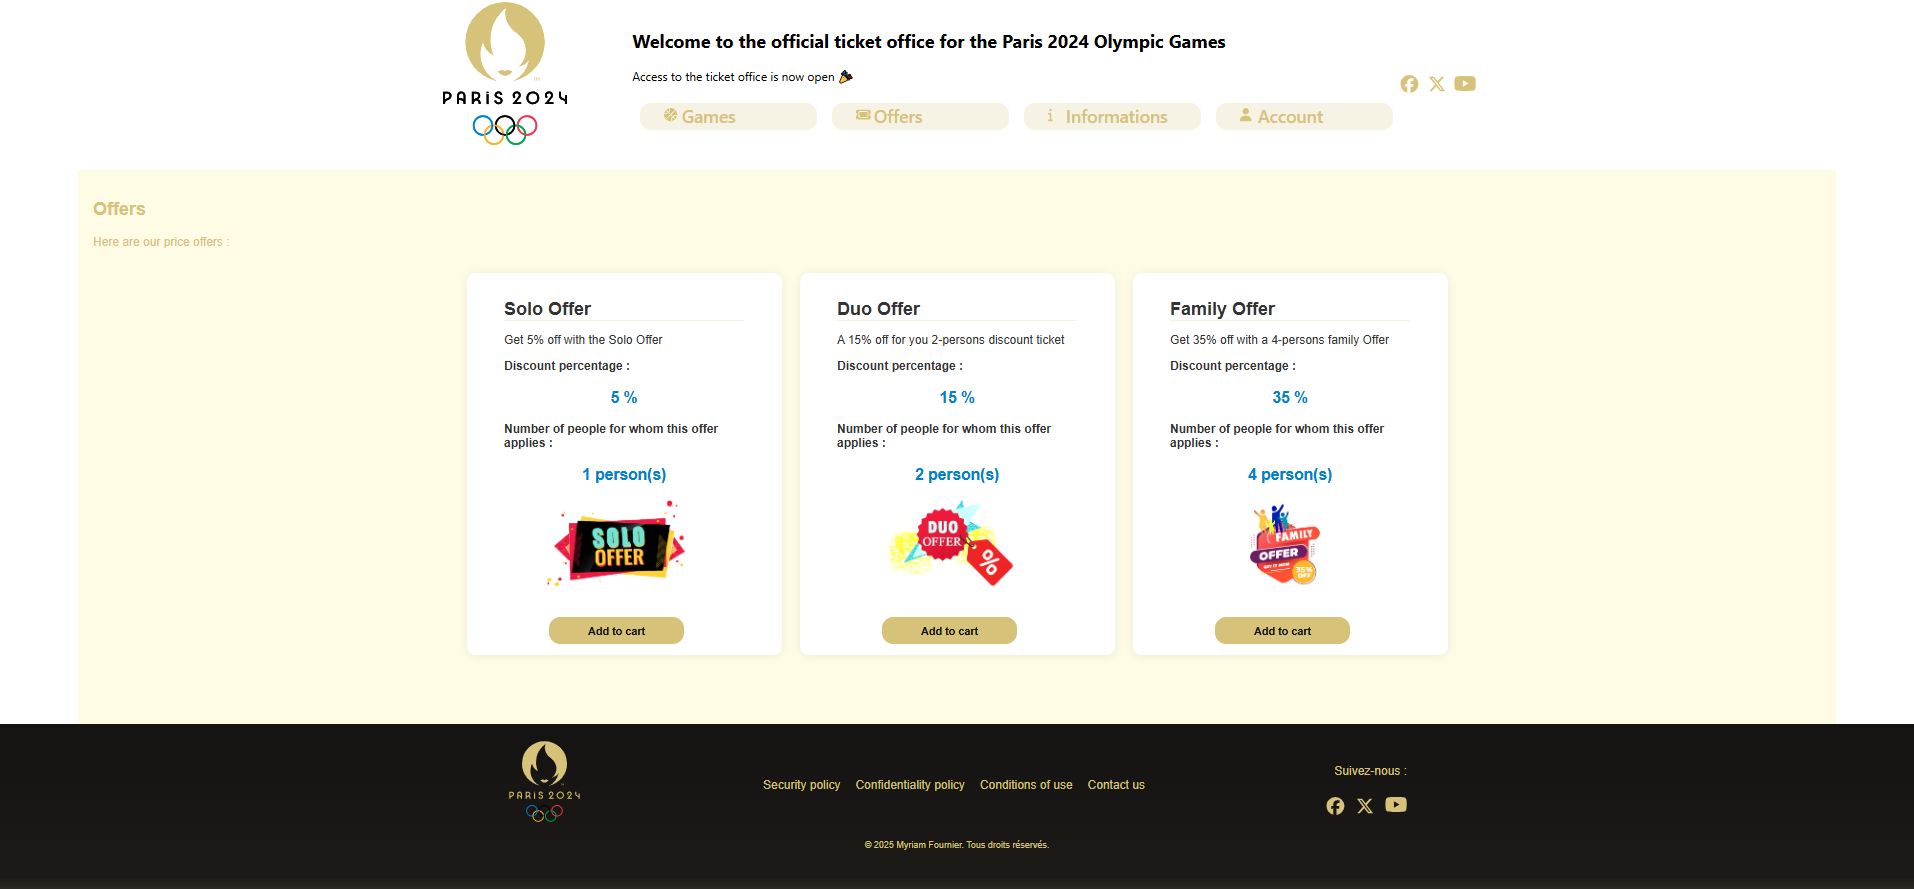 PARIS 2024
Welcome to the official ticket office for the Paris 2024 Olympic Games
Access to the ticket office is now open
Games
Offers
Informations
Account
Offers
Here are our price offers :
Solo Offer
Get 5% off with the Solo Offer
Discount percentage :
5 %
Number of people for whom this offer
applies :
1 person(s)
SOLO
OFFER
Add to cart
Duo Offer
A 15% off for you 2-persons discount ticket
Discount percentage :
15 %
Number of people for whom this offer
applies :
2 person(s)
DUO
OFFER
%
Add to cart
Family Offer
Get 35% off with a 4-persons family Offer
Discount percentage :
35 %
Number of people for whom this offer
applies :
4 person(s)
FAMILY
OFFER
GET IT NOW
35%
OFF
Add to cart
PARIS 2024
Security policy
Confidentiality policy
Conditions of use
Contact us
Suivez-nous :
© 2025 Myriam Fournier. Tous droits réservés.